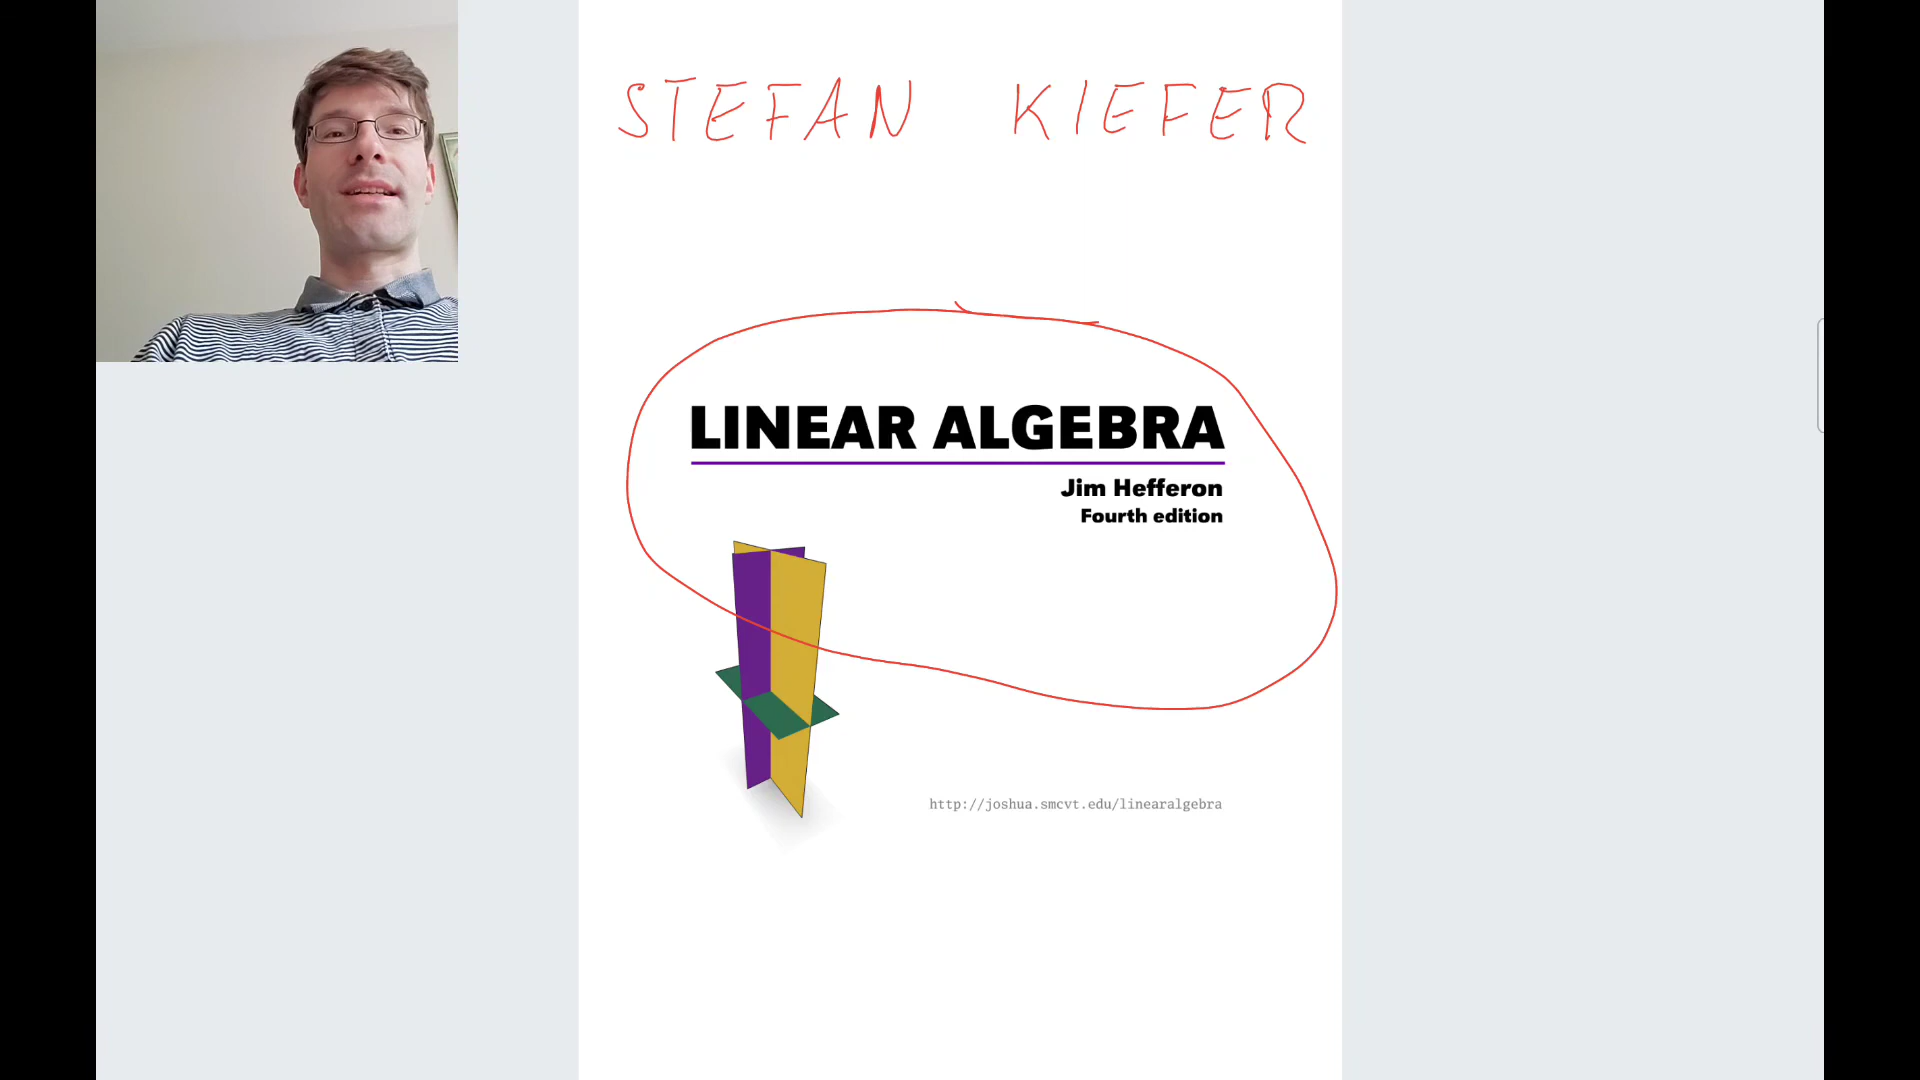 STEFAN KIEFER
LINEAR ALGEBRA
Jim Hefferon
Fourth edition
http://joshua.smcvt.edu/linearalgebra